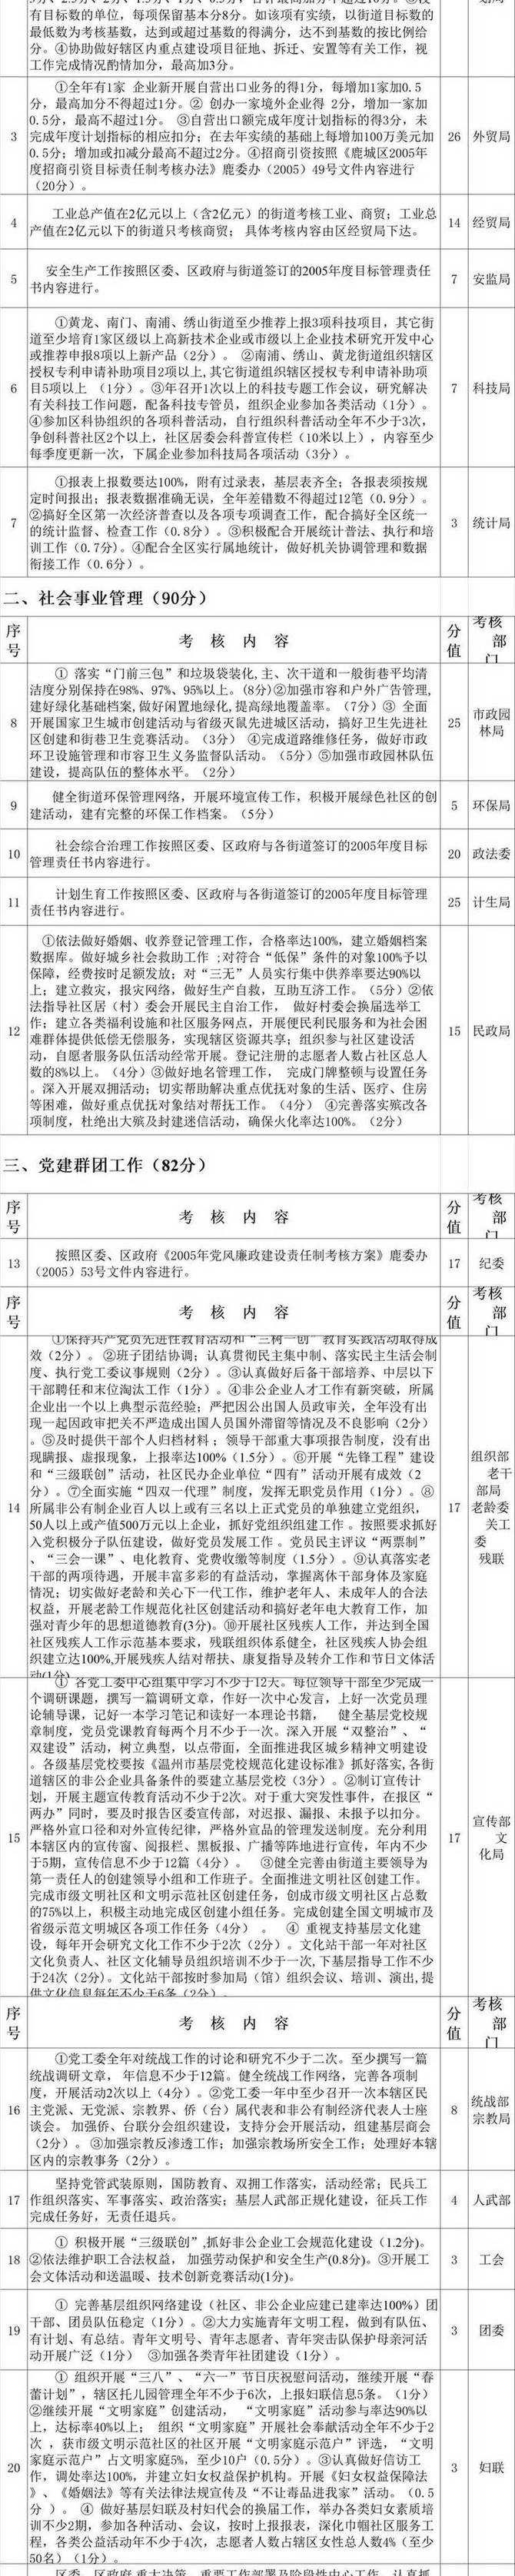 有目标数的单位，每项保留基本分8分。如该项有实绩，以街道目标数的
最低数为考核基数，达到或超过基数的得满分，达不到基数的按比例给
分。④协助做好辖区内重点建设项目征地、拆迁、安置等有关工作，视
工作完成情况酌情加分，最高加3分。
①全年有1家 企业新开展自营出口业务的得1分，每增加1家加0.5
分，最高加分不得超过1分。② 创办一家境外企业得 2分，增加一家加
0.5分，最高不超过1分。 ③自营出口额完成年度计划指标的得3分，未
完成年度计划指标的相应扣分；在去年实绩的基础上每增加100万美元加
0.5分；增加或扣减分最高不超过2分。④招商引资按照《鹿城区2005年
度招商引资目标责任制考核办法》鹿委办（2005）49号文件内容进行
（20分）。
3
26
外贸局
工业总产值在2亿元以上（含2亿元）的街道考核工业、商贸；工业总
产值在2亿元以下的街道只考核商贸； 具体考核内容由区经贸局下达。
4
14
经贸局
安全生产工作按照区委、区政府与街道签订的2005年度目标管理责任
书内容进行。
5
7
安监局
①黄龙、南门、南浦、绣山街道至少推荐上报3项科技项目，其它街
道至少培育1家区级以上高新技术企业或市级以上企业技术研究开发中心
或推荐申报8项以上新产品（2分）。 ②南浦、绣山、黄龙街道组织辖区
授权专利申请补助项目2项以上,其它街道组织辖区授权专利申请补助项
目5项以上 （1分）。③年召开1次以上的科技专题工作会议，研究解决
有关科技工作问题，配备科技专管员，组织企业参加各类活动（1分）。
④参加区科协组织的各项科普活动，自行组织科普活动全年不少于3次，
争创科普社区2个以上，社区居委会科普宣传栏（10米以上），内容至少
每季度更新一次，下属企业参加科技局各项活动（3分）。
6
7
科技局
①报表上报数要达100%，附有过录表，基层表齐全；各报表须按规
定时间报出；报表数据准确无误，全年差错数不得超过12笔（0.9分）。
②搞好全区第一次经济普查以及各项专项调查工作，配合搞好全区统一
的统计监督、检查工作（0.8分）。③积极配合开展统计普法、执行和培
训工作（0.7分)。④配合全区实行属地统计，做好机关协调管理和数据
衔接工作（0.6分）。
7
3
统计局
二、社会事业管理（90分）
序号
考 核 内 容
分值
考核部门
① 落实“门前三包”和垃圾袋装化,主、次干道和一般街巷平均清
洁度分别保持在98%、97%、95%以上。（8分）②加强市容和户外广告管理,
建好绿化基础档案,做好闲置地绿化,提高绿地覆盖率。（7分）③ 全面
开展国家卫生城市创建活动与省级灭鼠先进城区活动，搞好卫生先进社
区创建和街巷卫生竞赛活动。（3分） ④完成道路维修任务，做好市政
环卫设施管理和市容卫生义务监督队活动。（5分）⑤加强市政园林队伍
建设，提高队伍的整体水平。（2分）
8
25
市政园
林局
健全街道环保管理网络，开展环境宣传工作，积极开展绿色社区的创
建活动，建有完整的环保工作档案。（5分）
9
5
环保局
社会综合治理工作按照区委、区政府与各街道签订的2005年度目标
管理责任书内容进行。
10
20
政法委
计划生育工作按照区委、区政府与各街道签订的2005年度目标管理
责任书内容进行。
11
25
计生局
①依法做好婚姻、收养登记管理工作，合格率达100%，建立婚姻档案
数据库。做好城乡社会救助工作 ;对符合“低保”条件的对象100%予以
保障，经费按时足额发放；对“三无”人员实行集中供养率要达90%以
上；建立救灾，报灾网络，做好生产自救，互助互济工作。（5分）②依
法指导社区居（村）委会开展民主自治工作， 做好村委会换届选举工
作；建立各类福利设施和社区服务网点，开展便民利民服务和为社会困
难群体提供低偿无偿服务，实现辖区资源共享；组织参与社区建设活
动，自愿者服务队伍活动经常开展。登记注册的志愿者人数占社区总人
数的8%以上。（4分）③做好地名管理工作， 完成门牌整顿与设置任务
。深入开展双拥活动；切实帮助解决重点优抚对象的生活、医疗、住房
等困难，做好重点优抚对象结对帮抚工作。（4分） ④完善落实殡改各
项制度，杜绝出大殡及封建迷信活动，确保火化率达100%。（2分）
12
15
民政局
三、党建群团工作（82分）
序号
考 核 内 容
分值
考核部门
按照区委、区政府《2005年党风廉政建设责任制考核方案》鹿委办
（2005）53号文件内容进行。
13
17
纪委
序号
考 核 内 容
分值
考核部门
①保持共产党员先进性教育活动和“三树一创”教育实践活动取得成
效（2分）。 ②班子团结协调；认真贯彻民主集中制、落实民主生活会制
度、执行党工委议事规则（2分）。③认真做好后备干部培养、中层以下
干部聘任和末位淘汰工作（1分）。④非公企业人才工作有新突破，所属
企业出一个以上典型示范经验；严把因公出国人员政审关，全年没有出
现一起因政审把关不严造成出国人员国外滞留等情况及不良影响（2分）
。⑤及时提供干部个人归档材料；领导干部重大事项报告制度，没有出
现瞒报、虚报现象，上报率达100%（1.5分）。⑥开展“先锋工程”建设
和“三级联创”活动，社区民办企业单位“四有”活动开展有成效（2
分）。⑦全面实施“四双一代理”制度，发挥无职党员作用（1分）。⑧
所属非公有制企业百人以上或有三名以上正式党员的单独建立党组织，
50人以上或产值500万元以上企业，抓好党组织组建工作 。按照要求抓好
入党积极分子队伍建设，做好党员发展工作 。党员民主评议“两票制”
、“三会一课”、电化教育、党费收缴等制度（1.5分）。⑨认真落实老
干部的两项待遇，开展丰富多彩的有益活动，掌握离休干部身体及家庭
情况；切实做好老龄和关心下一代工作，维护老年人、未成年人的合法
权益，开展老龄工作规范化社区创建活动和搞好老年电大教育工作，加
强对青少年的思想道德教育(3分)。⑩开展社区残疾人工作，并达到全国
社区残疾人工作示范基本要求，残联组织体系健全，社区残疾人协会组
织建立达100%,开展残疾人结对帮扶、康复指导及转介工作和节日文体活
动(1分)
14
17
组织部
老干
部局
老龄委
关工
委
残联
① 各党工委中心组集中学习不少于12天。每位领导干部至少完成一
个调研课题，撰写一篇调研文章，作好一次中心发言，上好一次党员理
论辅导课，记好一本学习笔记和读好一本理论书籍， 健全基层党校规
章制度，党员党课教育每两个月不少于一次。深入开展“双整治”、“
双建设”活动，树立典型，以点带面，全面推进我区城乡精神文明建设
。各级基层党校要按《温州市基层党校规范化建设标准》抓好落实,各街
道辖区的非公企业具备条件的要建立基层党校（3分）。②制订宣传计
划，开展主题宣传教育活动不少于2次。对于重大突发性事件，在报区“
两办”同时，要及时报告区委宣传部，对迟报、漏报、未报予以扣分。
严格外宣口径和对外宣传纪律，严格外宣品的管理发送制度。充分利用
本辖区内的宣传窗、阅报栏、黑板报、广播等阵地进行宣传，年内不少
于5期，宣传信息不少于12篇（4分）。 ③健全完善由街道主要领导为
第一责任人的创建领导小组和工作班子。全面推进文明社区创建工作。
完成市级文明社区和文明示范社区创建任务，创成市级文明社区占总数
的75%以上，积极主动地完成区创建小组任务。完成创建全国文明城市及
省级示范文明城区各项工作任务（4分） 。 ④ 重视支持基层文化建
设，每年开会研究文化工作不少于2次（2分）。文化站干部一年对社区
文化负责人、社区文化辅导员组织培训不少于一次,下基层指导工作不少
于24次（2分）。文化站干部按时参加局（馆）组织会议、培训、演出,提
供文化信息每年不少于6条（2分）。
15
17
宣传部
文
化局
序号
考 核 内 容
分值
考核部门
①党工委全年对统战工作的讨论和研究不少于二次。至少撰写一篇
统战调研文章， 年信息不少于12篇。健全统战工作网络，完善各项制
度，开展活动2次以上（4分）。②党工委一年中至少召开一次本辖区民
主党派、无党派、宗教界、侨（台）属代表和非公有制经济代表人士座
谈会。 加强侨、台联分会组织建设，支持分会开展活动，组建基层商会
（2分）。 ③加强宗教反渗透工作；加强宗教场所安全工作；处理好本辖
区内的宗教事务（2分）。
16
8
统战部
宗教局
坚持党管武装原则，国防教育、双拥工作落实，活动经常；民兵工
作组织落实、军事落实、政治落实；基层人武部正规化建设，征兵工作
完成任务好，无责任退兵。
17
4
人武部
① 积极开展“三级联创”,抓好非公企业工会规范化建设（1.2分)。
②依法维护职工合法权益， 加强劳动保护和安全生产(0.8分)。③开展工
会文体活动和送温暖、技术创新竞赛活动(1分)。
18
3
工会
① 完善基层组织网络建设（社区、非公企业应建已建率达100%）团
干部、团员队伍稳定（1分）。②大力实施青年文明工程，做到有队伍、
有计划、有总结。青年文明号、青年志愿者、青年突击队保护母亲河活
动开展广泛（1分） ③加强各类青年社团建设（1分）。
19
3
团委
① 组织开展“三八”、“六一”节日庆祝慰问活动，继续开展“春
蕾计划”，辖区托儿园管理全年不少于6次，上报妇联信息5条。（1分）
②继续开展“文明家庭”创建活动， “文明家庭”活动参与率达90%以
上，达标率40%以上； 组织“文明家庭”开展社会奉献活动全年不少于2
次 ，获市级文明示范社区的社区开展“文明家庭示范户”评选，“文明
家庭示范户”占文明家庭5%，至少10户（0.5分）。③认真做好信访工
作，调处率达100%，并建立妇女权益保护机构。开展《妇女权益保障法
》、《婚姻法》等有关法律法规宣传及“不让毒品进我家”活动。（0.5
分 ）。 ④ 做好基层妇联及村妇代会的换届工作，举办各类妇女素质培
训不少2期，参加各种活动、会议，按时上报报表，深化巾帼社区服务工
程，各类公益活动年不少于4次，志愿者人数占辖区女性总人数4%（至少
50名）（1分）。
20
3
妇联